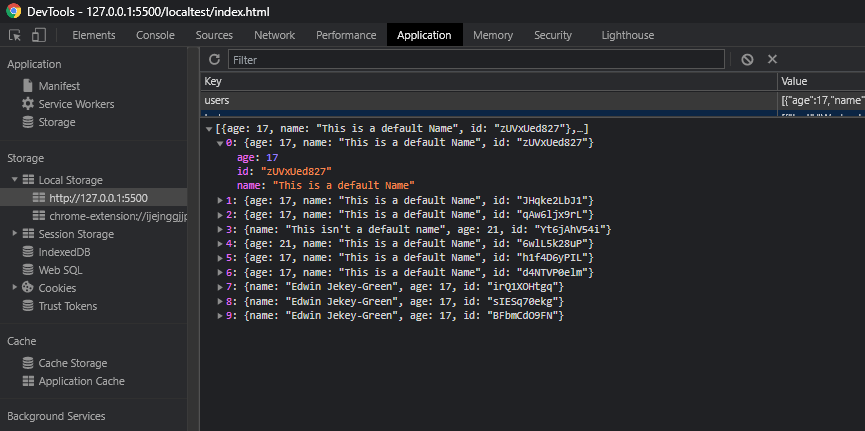 DevTools - 127.0.0.1:5500/localtest/index.html
Elements Console Sources Network Performance Application Memory Security Lighthouse
Application
Manifest
Service Workers
Storage
Storage
Local Storage
http://127.0.0.1:5500
chrome-extension://ijejnggjjp
Session Storage
IndexedDB
Web SQL
Cookies
Trust Tokens
Cache
Cache Storage
Application Cache
Background Services
Filter
Key Value
users [{"age":17,"name"
[{age: 17, name: "This is a default Name", id: "zUVxUed827"},…]
0: {age: 17, name: "This is a default Name", id: "zUVxUed827"}
age: 17
id: "zUVxUed827"
name: "This is a default Name"
1: {age: 17, name: "This is a default Name", id: "JHqke2LbJ1"}
2: {age: 17, name: "This is a default Name", id: "qAw6ljx9rL"}
3: {name: "This isn't a default name", age: 21, id: "Yt6jAhV54i"}
4: {age: 21, name: "This is a default Name", id: "6wlL5k28uP"}
5: {age: 17, name: "This is a default Name", id: "h1f4D6yPIL"}
6: {age: 17, name: "This is a default Name", id: "d4NTVP0elm"}
7: {name: "Edwin Jekey-Green", age: 17, id: "irQ1XOHtgq"}
8: {name: "Edwin Jekey-Green", age: 17, id: "sIESq70ekg"}
9: {name: "Edwin Jekey-Green", age: 17, id: "BFbmCdO9FN"}